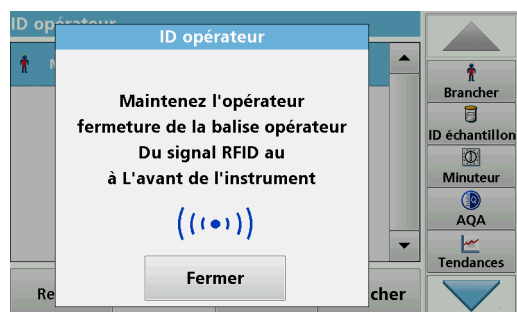 ID opérateur
ID opérateur
Maintenez l'opérateur
fermeture de la balise opérateur
Du signal RFID au
à L'avant de l'instrument
Fermer
Brancher
ID échantillon
Minuteur
AQA
Tendances